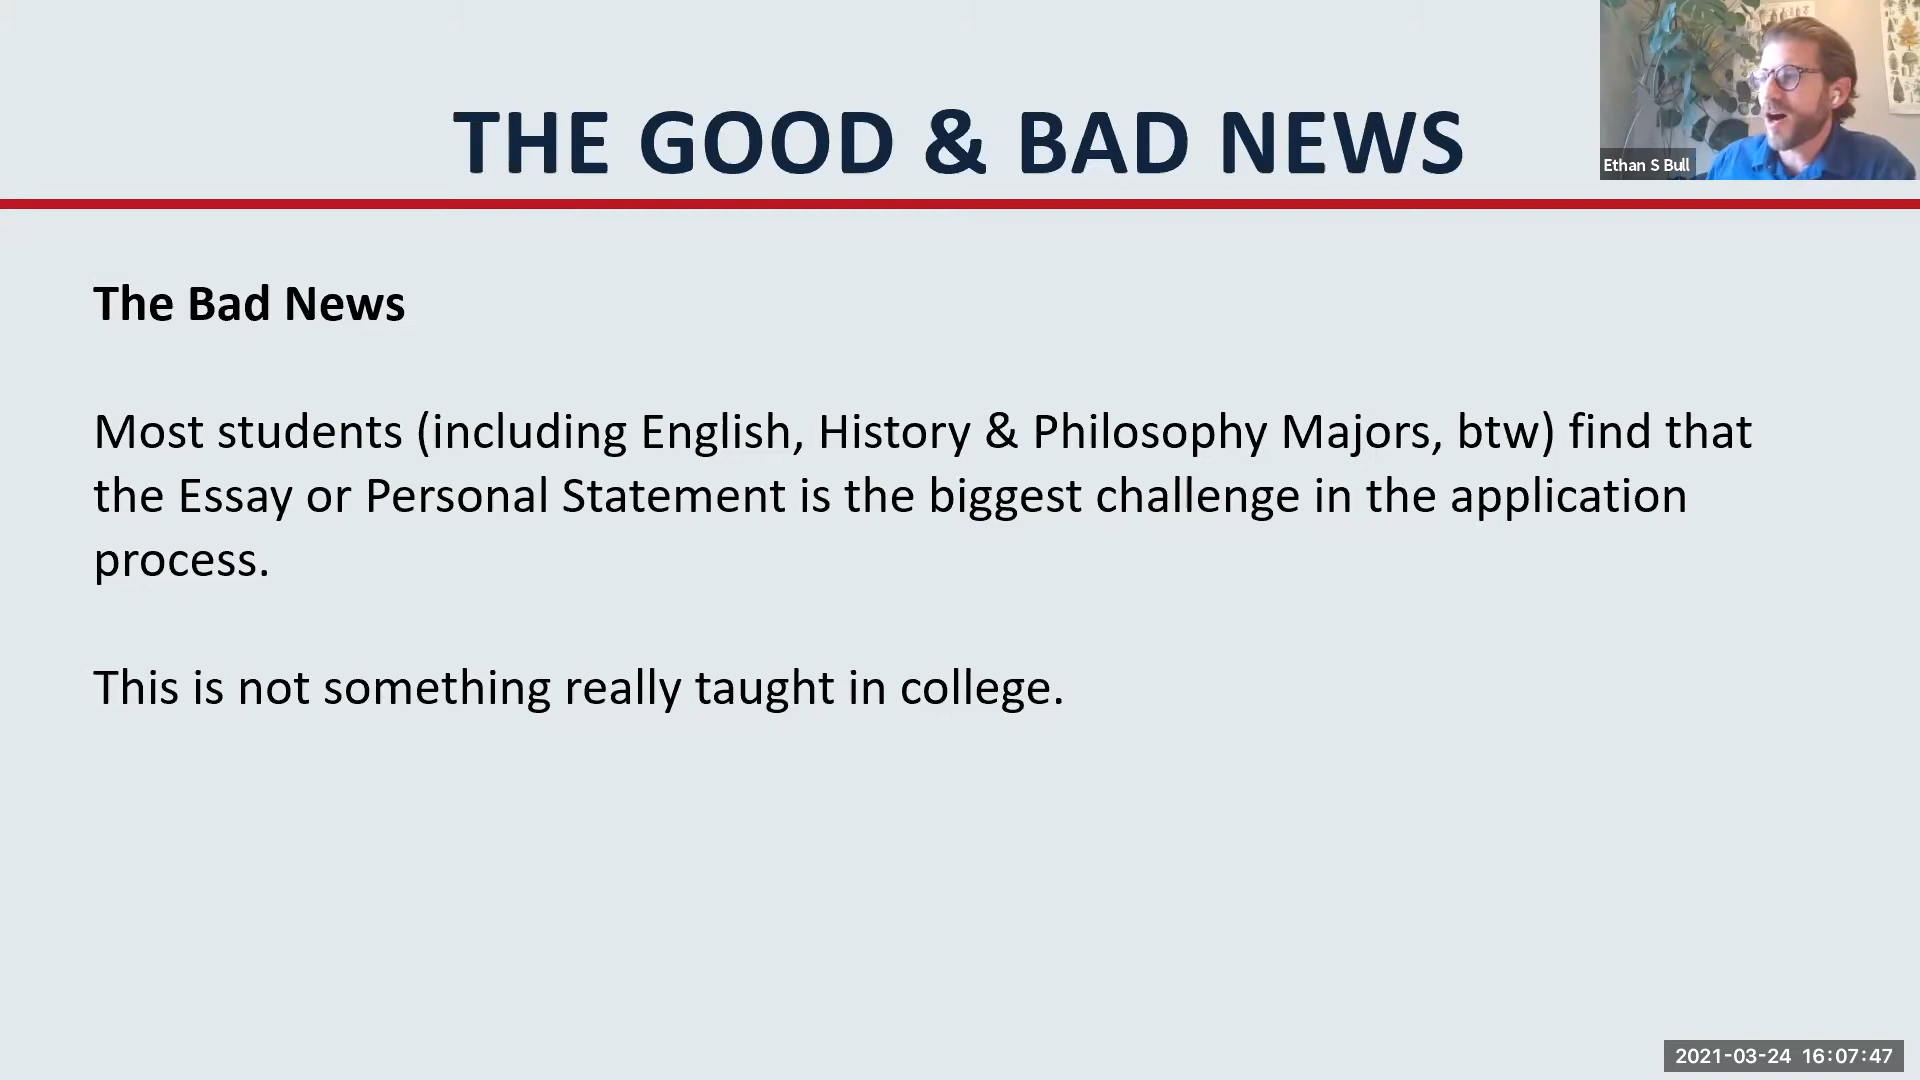 THE GOOD & BAD NEWS
Ethan S Bull
The Bad News
Most students (including English, History & Philosophy Majors, btw) find that
the Essay or Personal Statement is the biggest challenge in the application
process.
This is not something really taught in college.
2021-03-24 16:07:47